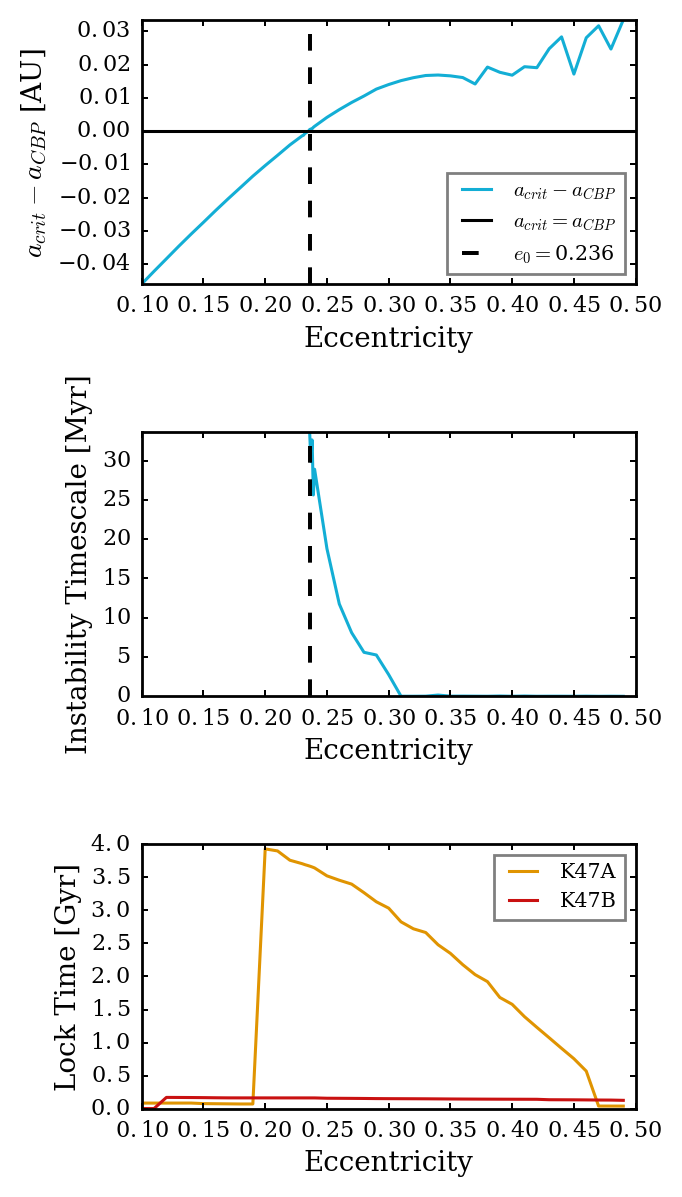 a_crit − a_CBP [AU]
0.03
0.02
0.01
0.00
−0.01
−0.02
−0.03
−0.04
a_crit − a_CBP
a_crit = a_CBP
e_0 = 0.236
0.10 0.15 0.20 0.25 0.30 0.35 0.40 0.45 0.50
Eccentricity
Instability Timescale [Myr]
30
25
20
15
10
5
0
0.10 0.15 0.20 0.25 0.30 0.35 0.40 0.45 0.50
Eccentricity
Lock Time [Gyr]
4.0
3.5
3.0
2.5
2.0
1.5
1.0
0.5
0.0
K47A
K47B
0.10 0.15 0.20 0.25 0.30 0.35 0.40 0.45 0.50
Eccentricity